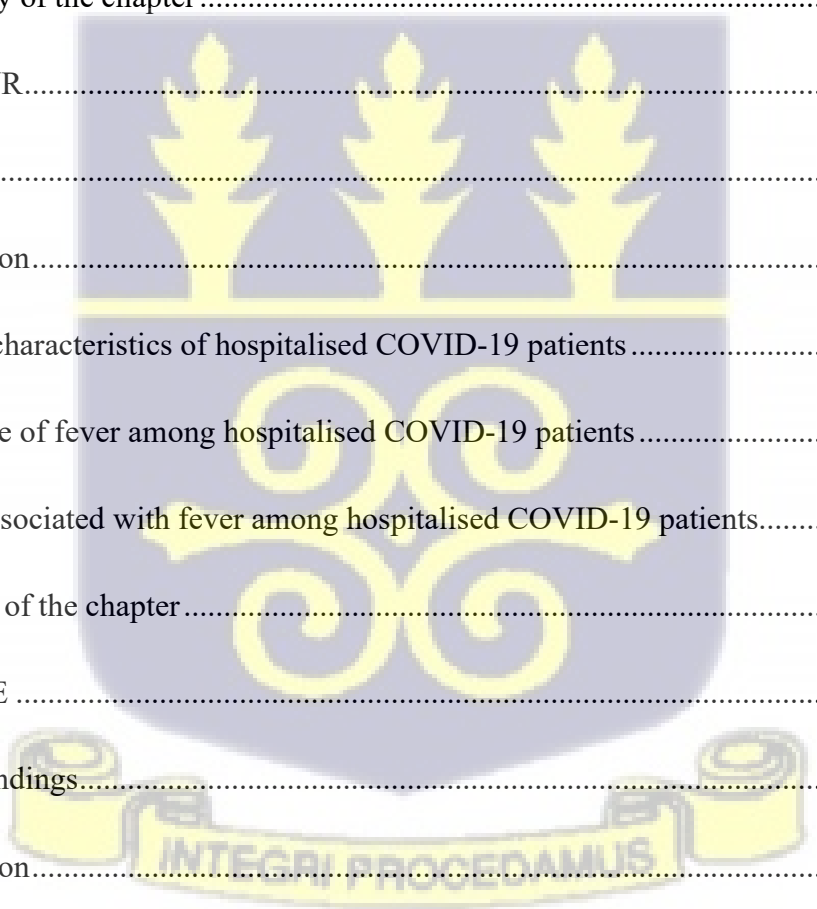 y of the chapter....................
R....................
....................
on....................
characteristics of hospitalised COVID-19 patients....................
e of fever among hospitalised COVID-19 patients....................
sociated with fever among hospitalised COVID-19 patients.......
of the chapter....................
E ....................
ndings....................
INTEGRI PROCEDAMUS
on....................